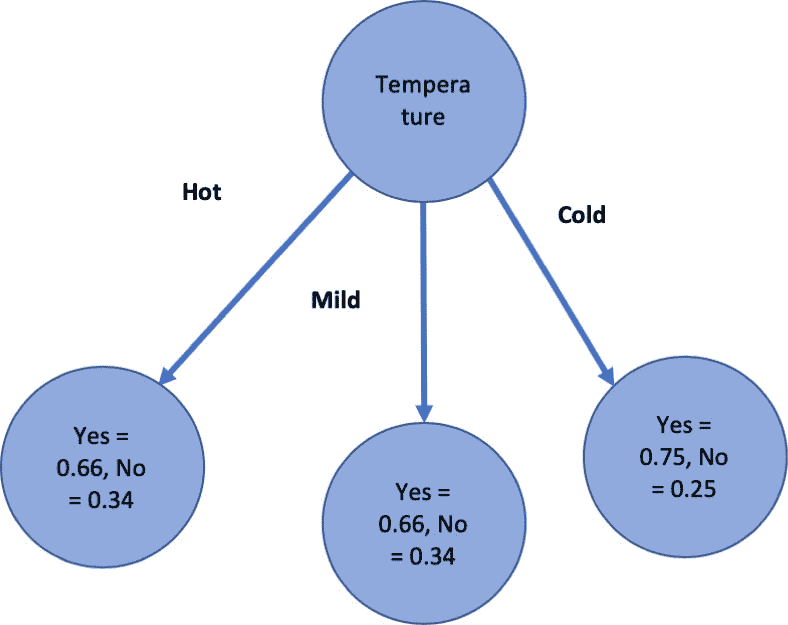 Tempera
ture
Hot
Cold
Mild
Yes =
0.66, No
= 0.34
Yes =
0.66, No
= 0.34
Yes =
0.75, No
= 0.25